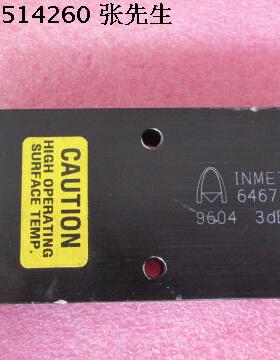 514260 张先生
CAUTION
HIGH OPERATING
SURFACE TEMP.
INMET
6467
9604 3dB